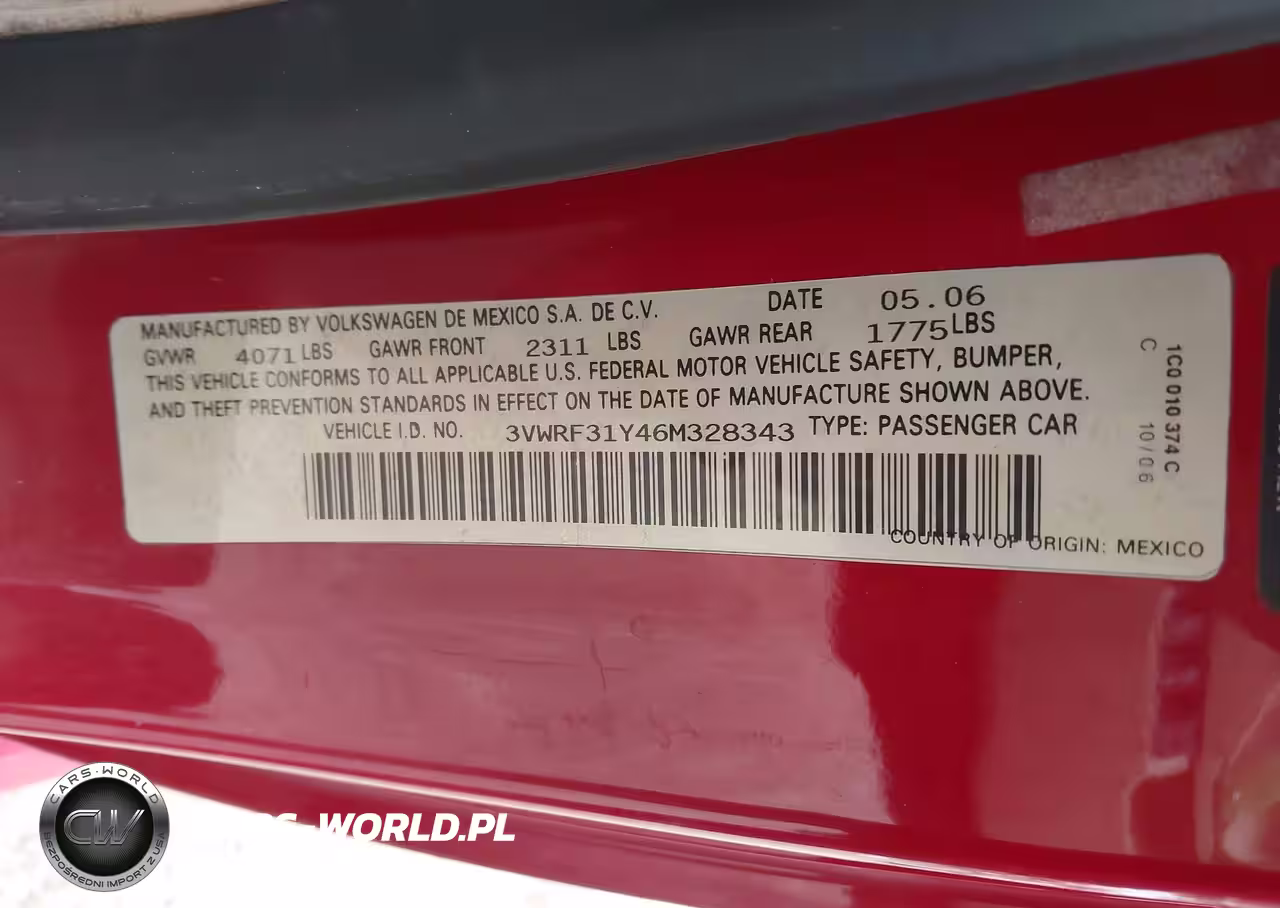 MANUFACTURED BY VOLKSWAGEN DE MEXICO S.A. DE C.V. DATE 05.06
GVWR 4071 LBS GAWR FRONT 2311 LBS GAWR REAR 1775 LBS
THIS VEHICLE CONFORMS TO ALL APPLICABLE U.S. FEDERAL MOTOR VEHICLE SAFETY, BUMPER,
AND THEFT PREVENTION STANDARDS IN EFFECT ON THE DATE OF MANUFACTURE SHOWN ABOVE.
VEHICLE I.D. NO. 3VWRF31Y46M328343 TYPE: PASSENGER CAR
COUNTRY OF ORIGIN: MEXICO
1C0 010 374 C
C 10/06
CARS-WORLD
CW
BEZPOŚREDNI IMPORT Z USA
-WORLD.PL